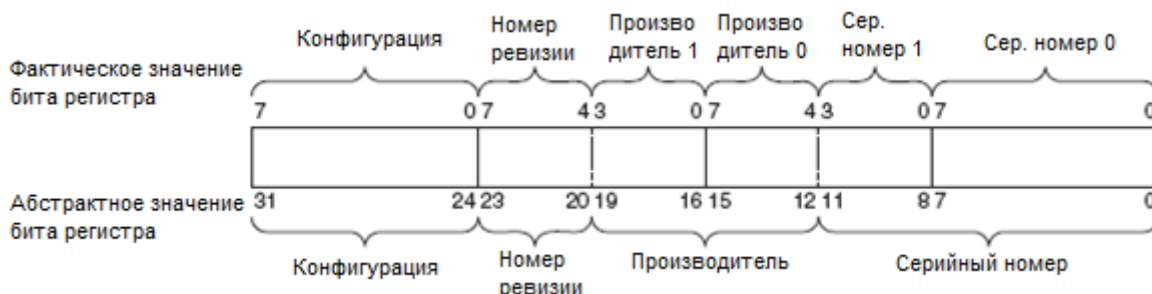 Конфигурация
Номер
ревизии
Произво
дитель 1
Произво
дитель 0
Сер.
номер 1
Сер. номер 0
Фактическое значение
бита регистра
7 0 7 4 3 0 7 4 3 0 7 0
31 24 23 20 19 16 15 12 11 8 7 0
Абстрактное значение
бита регистра
Конфигурация
Номер
ревизии
Производитель
Серийный номер